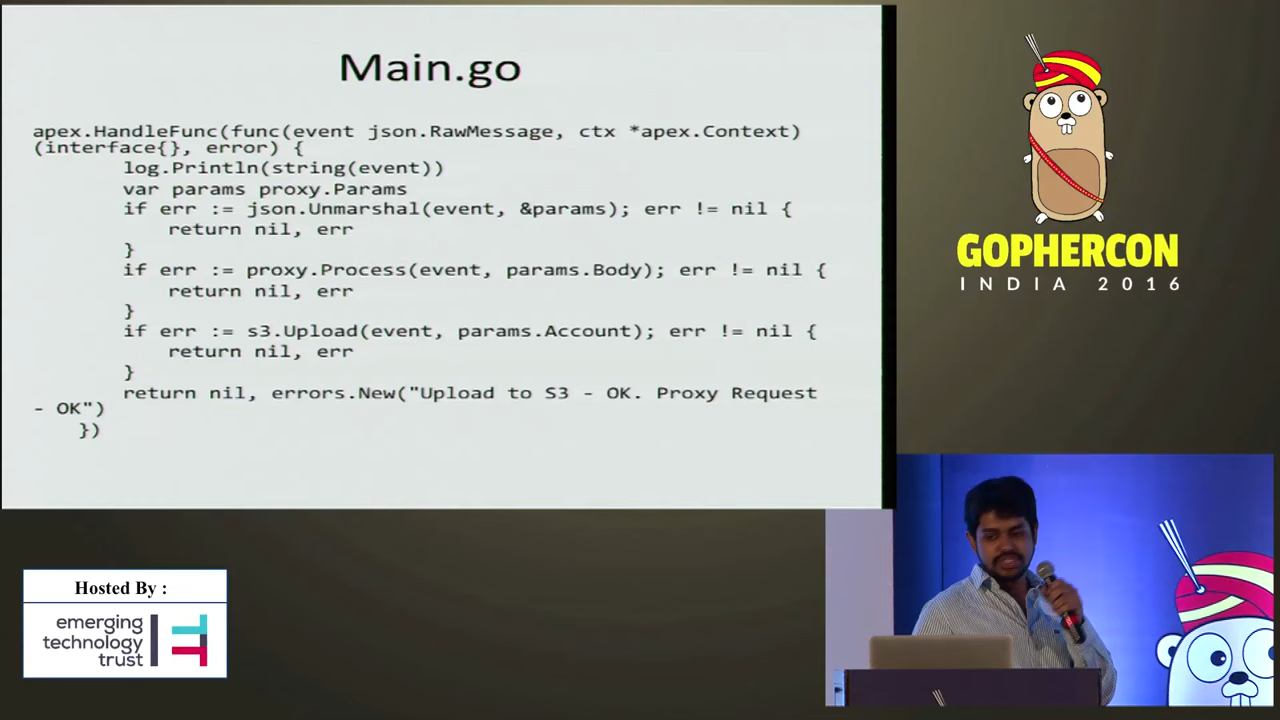 Main.go
apex.HandleFunc(func(event json.RawMessage, ctx *apex.Context)
(interface{}, error) {
log.Println(string(event))
var params proxy.Params
if err := json.Unmarshal(event, &params); err != nil {
return nil, err
}
if err := proxy.Process(event, params.Body); err != nil {
return nil, err
}
if err := s3.Upload(event, params.Account); err != nil {
return nil, err
}
return nil, errors.New("Upload to S3 - OK. Proxy Request
- OK")
})
GOPHERCON
INDIA 2016
Hosted By :
emerging
technology
trust